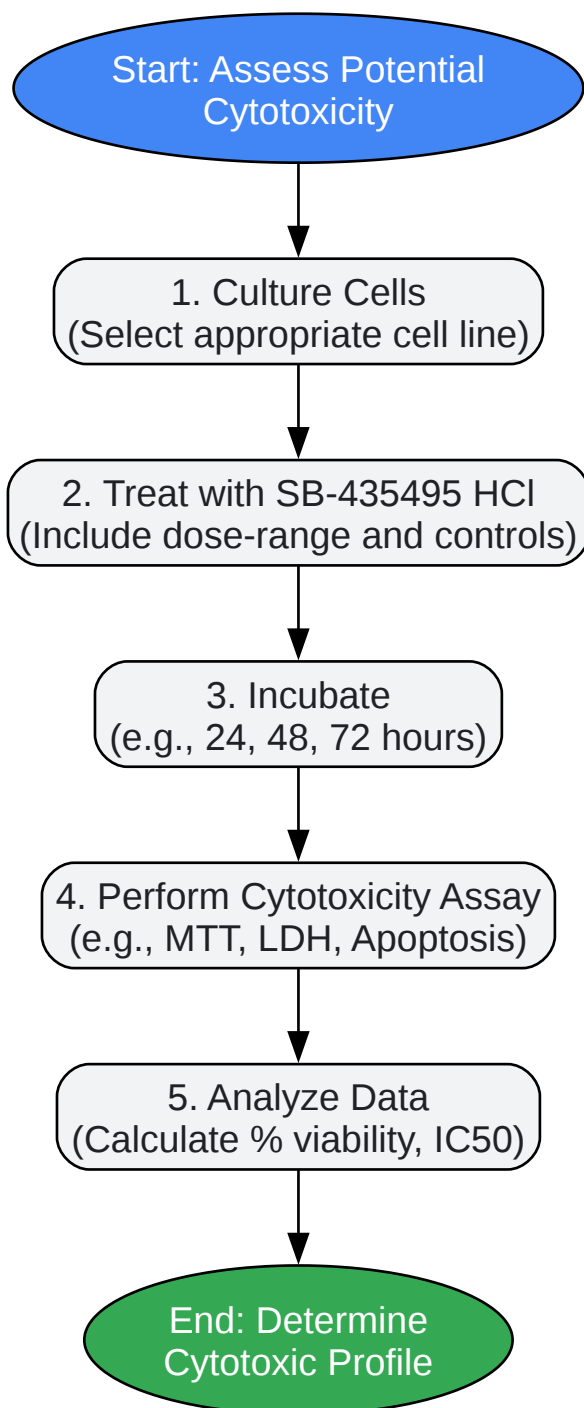 Start: Assess Potential
Cytotoxicity
1. Culture Cells
(Select appropriate cell line)
2. Treat with SB-435495 HCl
(Include dose-range and controls)
3. Incubate
(e.g., 24, 48, 72 hours)
4. Perform Cytotoxicity Assay
(e.g., MTT, LDH, Apoptosis)
5. Analyze Data
(Calculate % viability, IC50)
End: Determine
Cytotoxic Profile